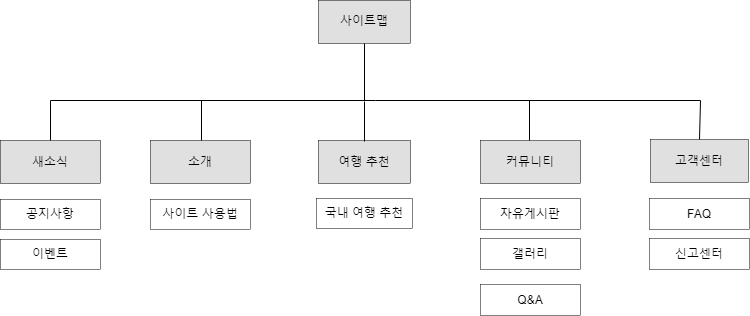 사이트맵
새소식
소개
여행 추천
커뮤니티
고객센터
공지사항
사이트 사용법
국내 여행 추천
자유게시판
FAQ
이벤트
갤러리
신고센터
Q&A